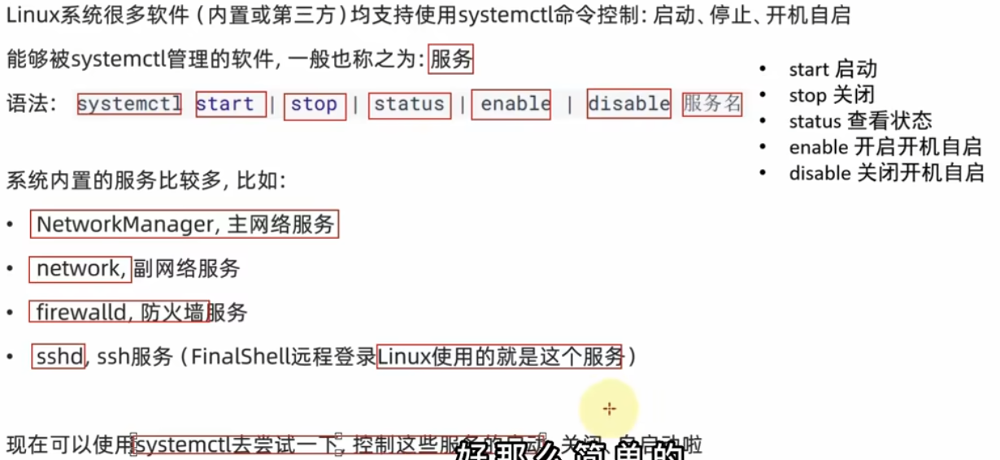 Linux系统很多软件（内置或第三方）均支持使用systemctl命令控制：启动、停止、开机自启
能够被systemctl管理的软件，一般也称之为：服务
语法： systemctl start | stop | status | enable | disable 服务名
• start 启动
• stop 关闭
• status 查看状态
• enable 开启开机自启
• disable 关闭开机自启
系统内置的服务比较多，比如：
• NetworkManager，主网络服务
• network，副网络服务
• firewalld，防火墙服务
• sshd，ssh服务（FinalShell远程登录Linux使用的就是这个服务）
现在可以使用systemctl去尝试一下，控制这些服务的启动、关闭、自启动啦
好那么简单的